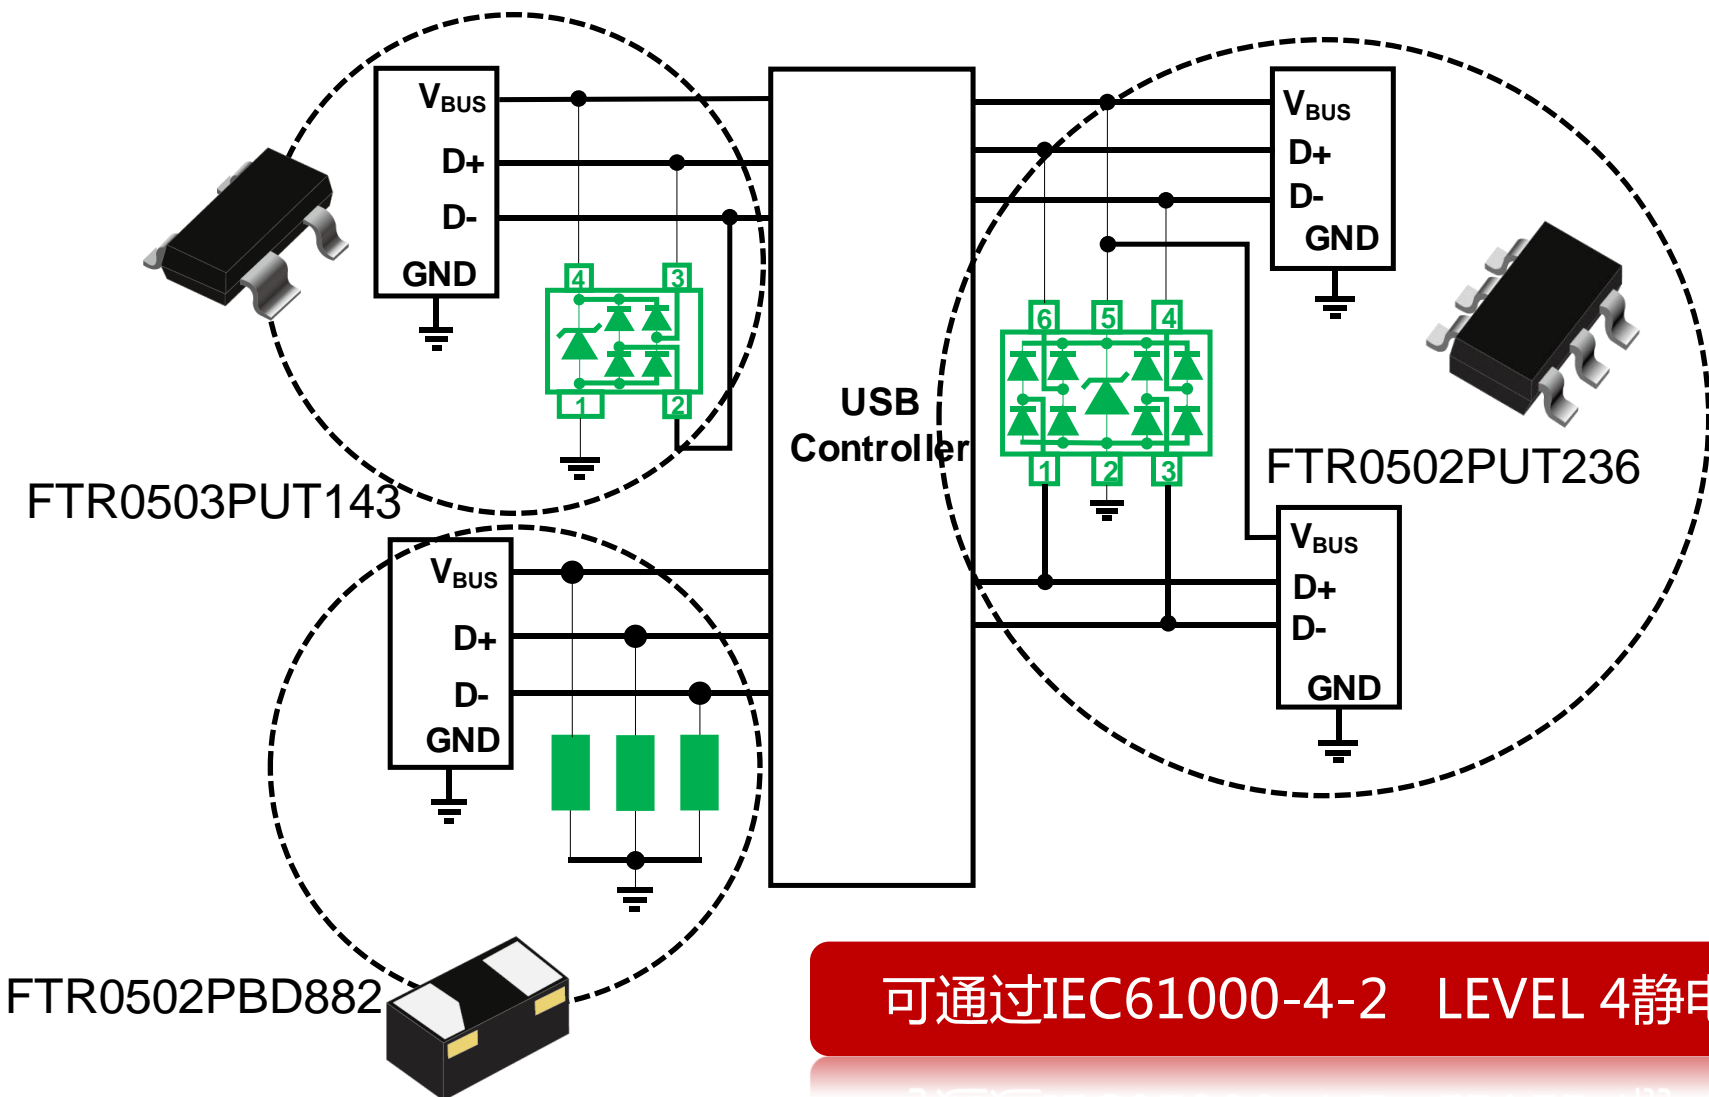 VBUS
D+
D-
GND
4
3
1
2
FTR0503PUT143
VBUS
D+
D-
GND
FTR0502PBD882
USB
Controller
VBUS
D+
D-
GND
6
5
4
1
2
3
FTR0502PUT236
VBUS
D+
D-
GND
可通过IEC61000-4-2 LEVEL 4静